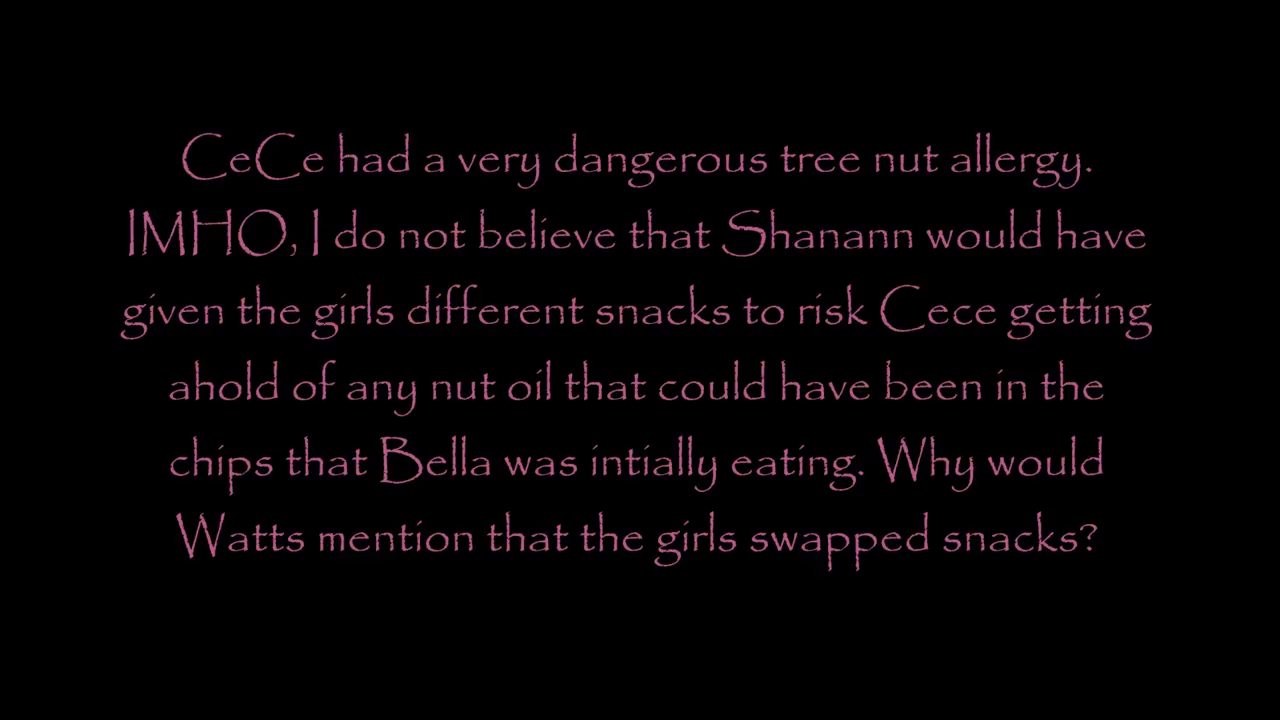 CeCe had a very dangerous tree nut allergy.
IMHO, I do not believe that Shanann would have
given the girls different snacks to risk Cece getting
ahold of any nut oil that could have been in the
chips that Bella was intially eating. Why would
Watts mention that the girls swapped snacks?